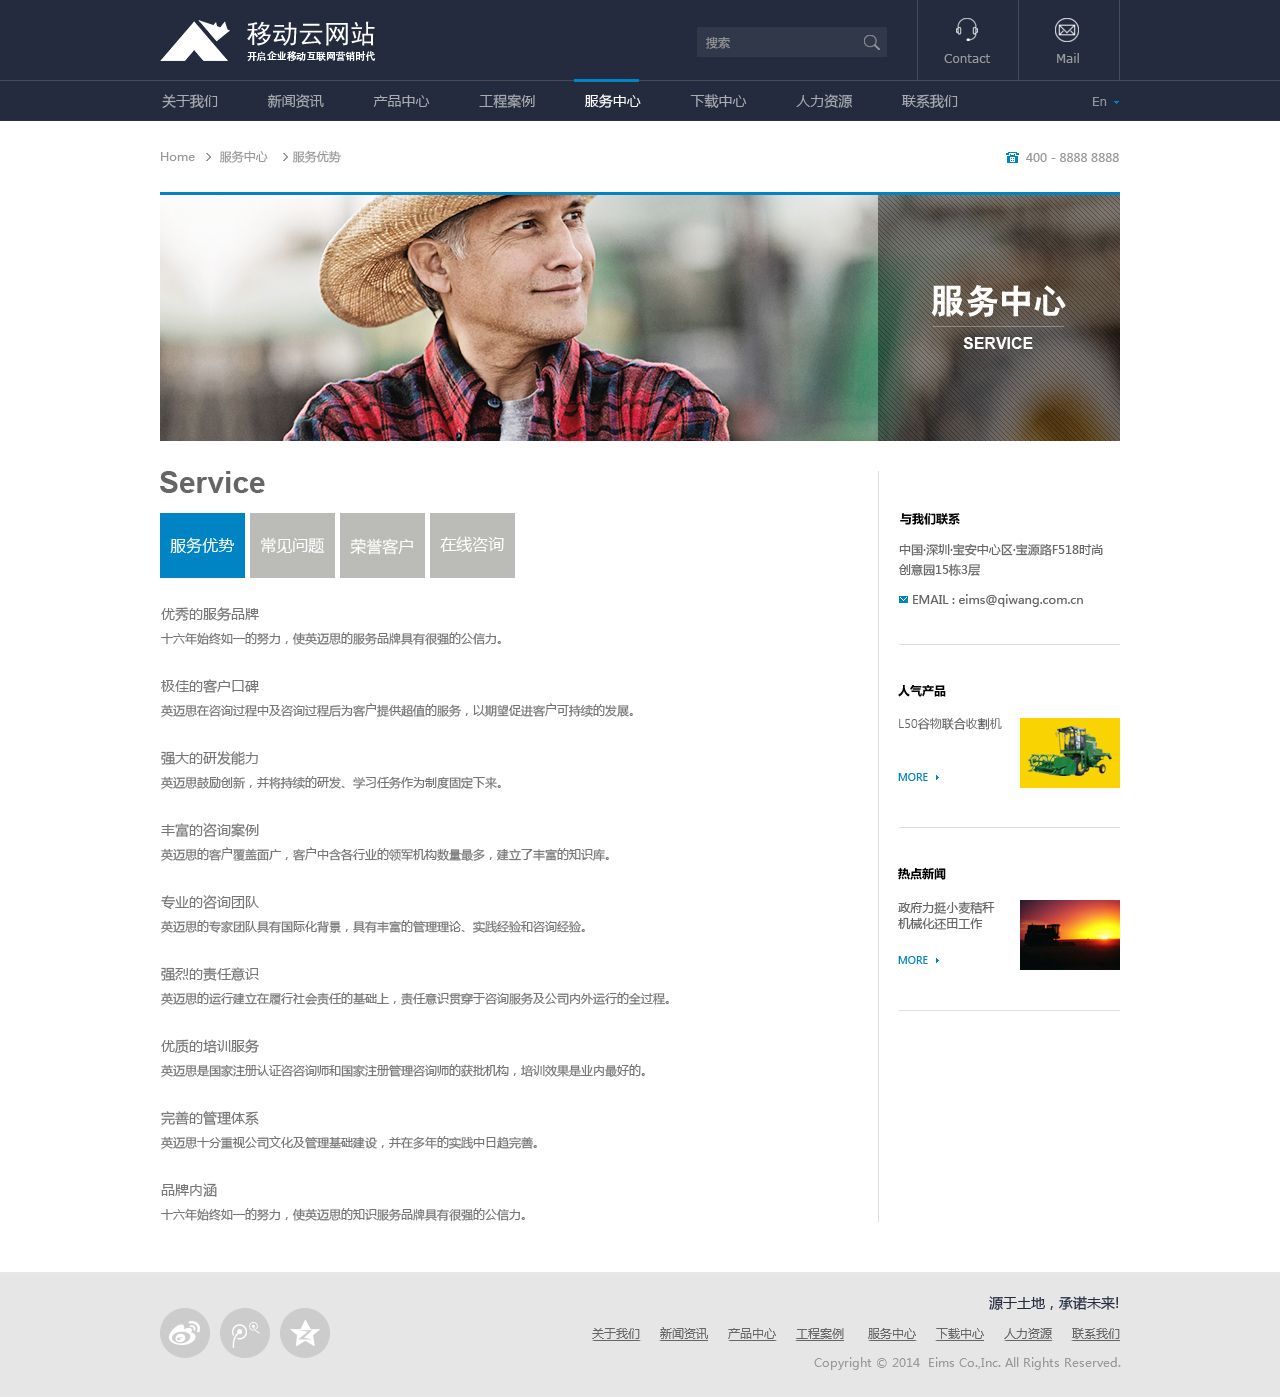 移动云网站
开启企业移动互联网营销时代
搜索
Contact
Mail
关于我们 新闻资讯 产品中心 工程案例 服务中心 下载中心 人力资源 联系我们 En
Home > 服务中心 > 服务优势
400 - 8888 8888
服务中心
SERVICE
Service
服务优势 常见问题 荣誉客户 在线咨询
优秀的服务品牌
十六年始终如一的努力，使英迈思的服务品牌具有很强的公信力。
极佳的客户口碑
英迈思在咨询过程中及咨询过程后为客户提供超值的服务，以期望促进客户可持续的发展。
强大的研发能力
英迈思鼓励创新，并将持续的研发、学习任务作为制度固定下来。
丰富的咨询案例
英迈思的客户覆盖面广，客户中含各行业的领军机构数量最多，建立了丰富的知识库。
专业的咨询团队
英迈思的专家团队具有国际化背景，具有丰富的管理理论、实践经验和咨询经验。
强烈的责任意识
英迈思的运行建立在履行社会责任的基础上，责任意识贯穿于咨询服务及公司内外运行的全过程。
优质的培训服务
英迈思是国家注册认证咨咨询师和国家注册管理咨询师的获批机构，培训效果是业内最好的。
完善的管理体系
英迈思十分重视公司文化及管理基础建设，并在多年的实践中日趋完善。
品牌内涵
十六年始终如一的努力，使英迈思的知识服务品牌具有很强的公信力。
与我们联系
中国·深圳·宝安中心区·宝源路F518时尚
创意园15栋3层
EMAIL : eims@qiwang.com.cn
人气产品
L50谷物联合收割机
MORE
热点新闻
政府力挺小麦秸秆
机械化还田工作
MORE
源于土地，承诺未来!
关于我们 新闻资讯 产品中心 工程案例 服务中心 下载中心 人力资源 联系我们
Copyright © 2014 Eims Co.,Inc. All Rights Reserved.